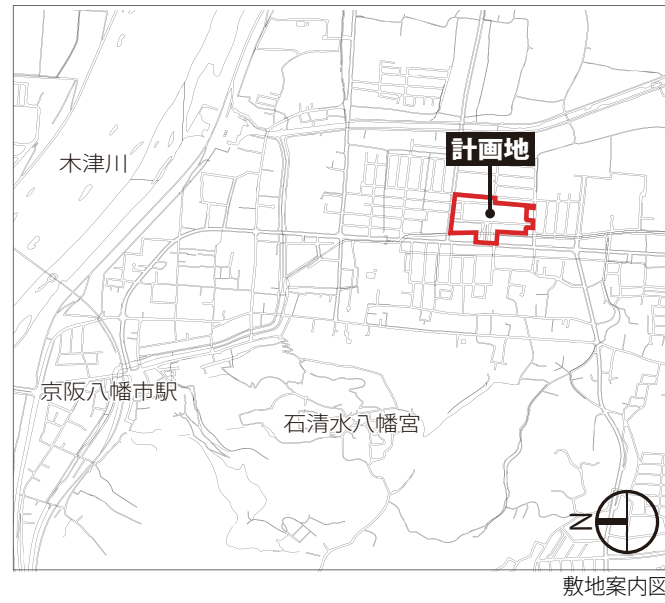 計画地
木津川
京阪八幡市駅
石清水八幡宮
N
敷地案内図